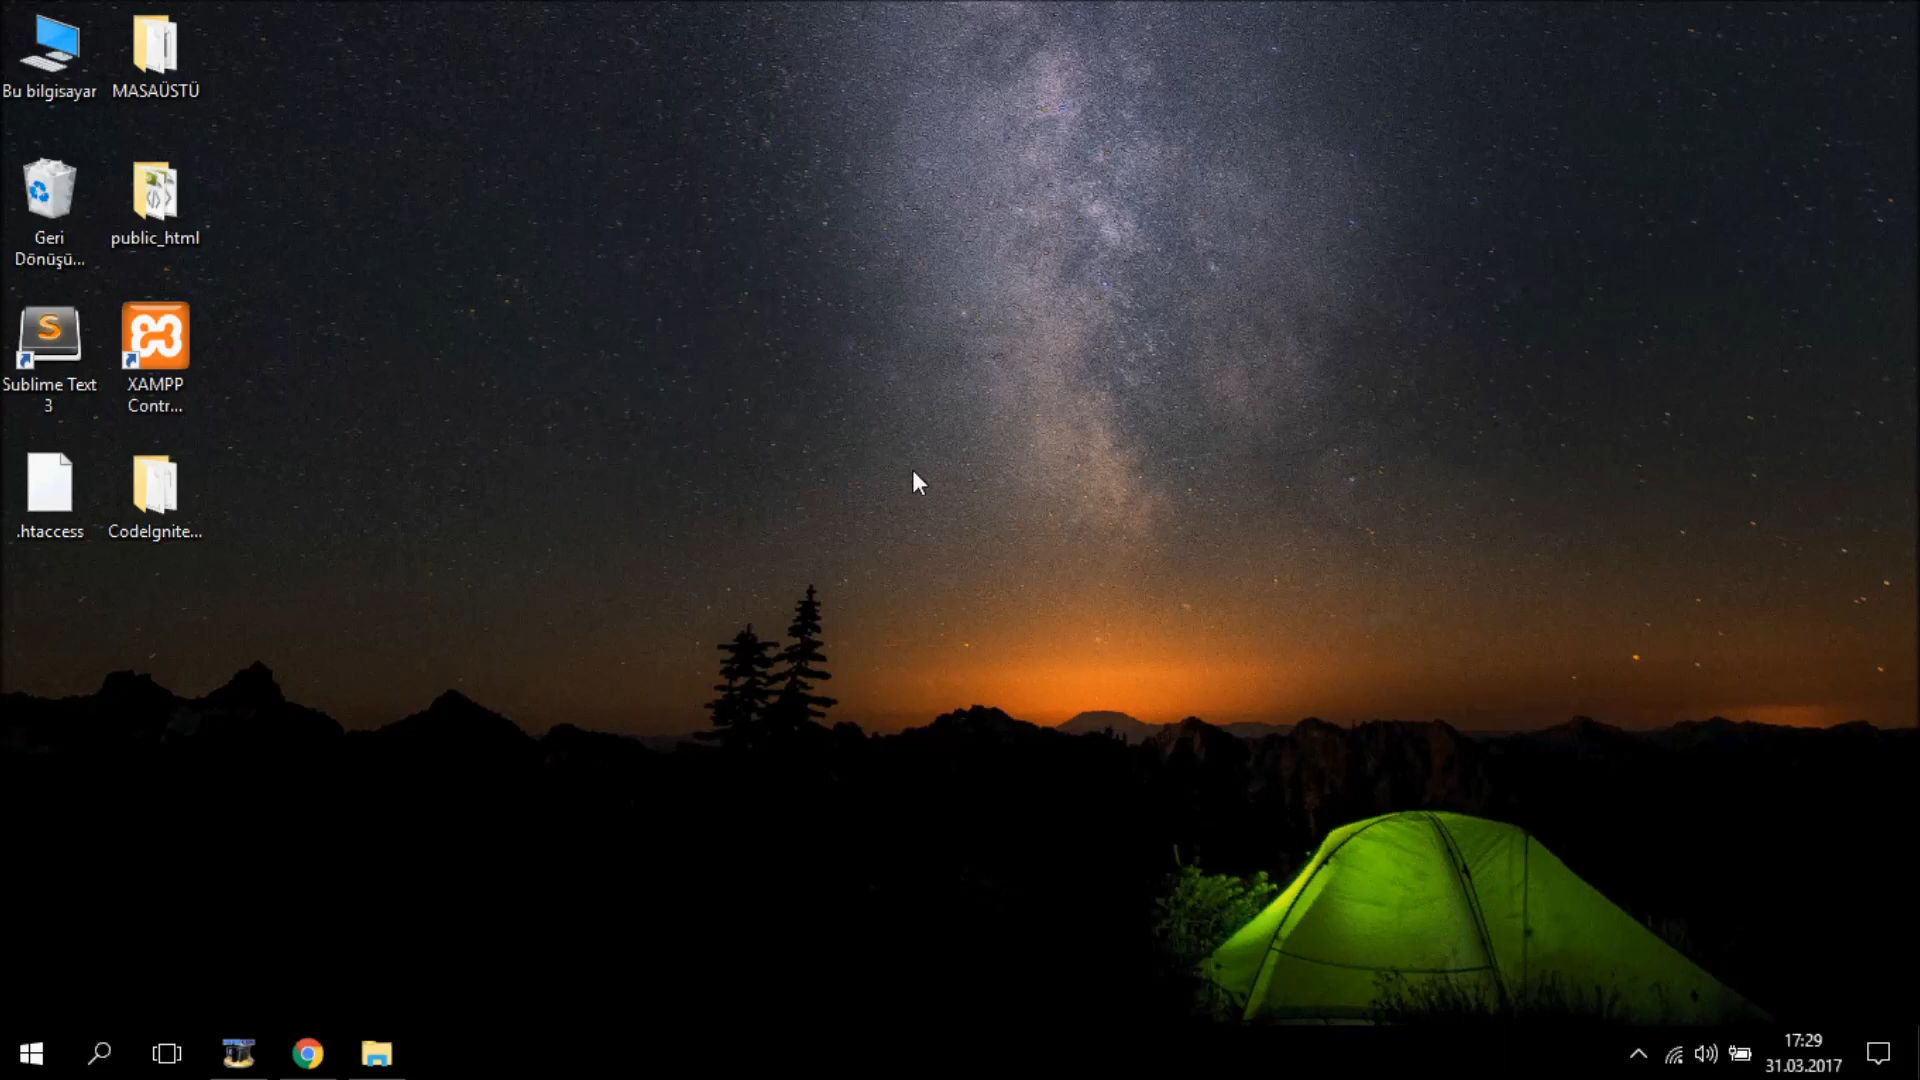 Bu bilgisayar
MASAÜSTÜ
Geri
Dönüşü...
public_html
Sublime Text
3
XAMPP
Contr...
.htaccess
CodeIgnite...
17:29
31.03.2017